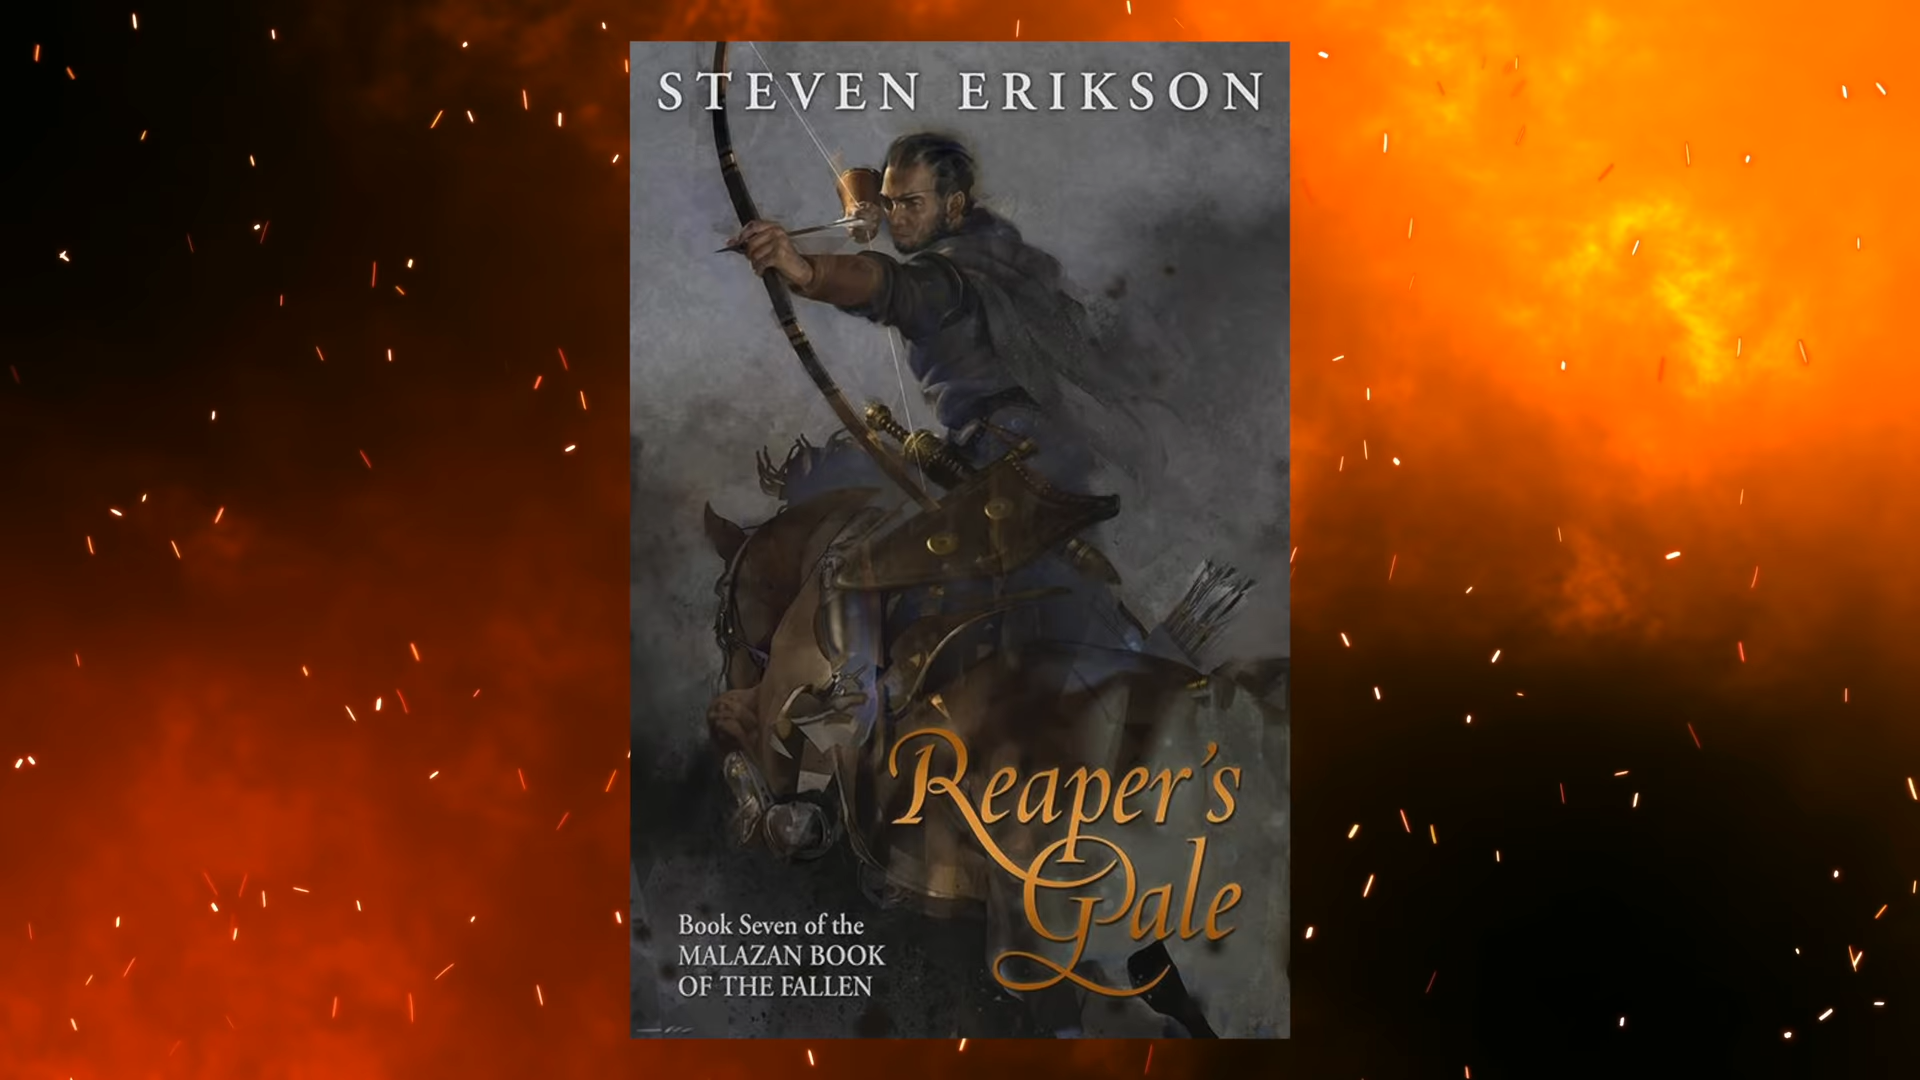 STEVEN ERIKSON
Reaper's
Gale
Book Seven of the
MALAZAN BOOK
OF THE FALLEN